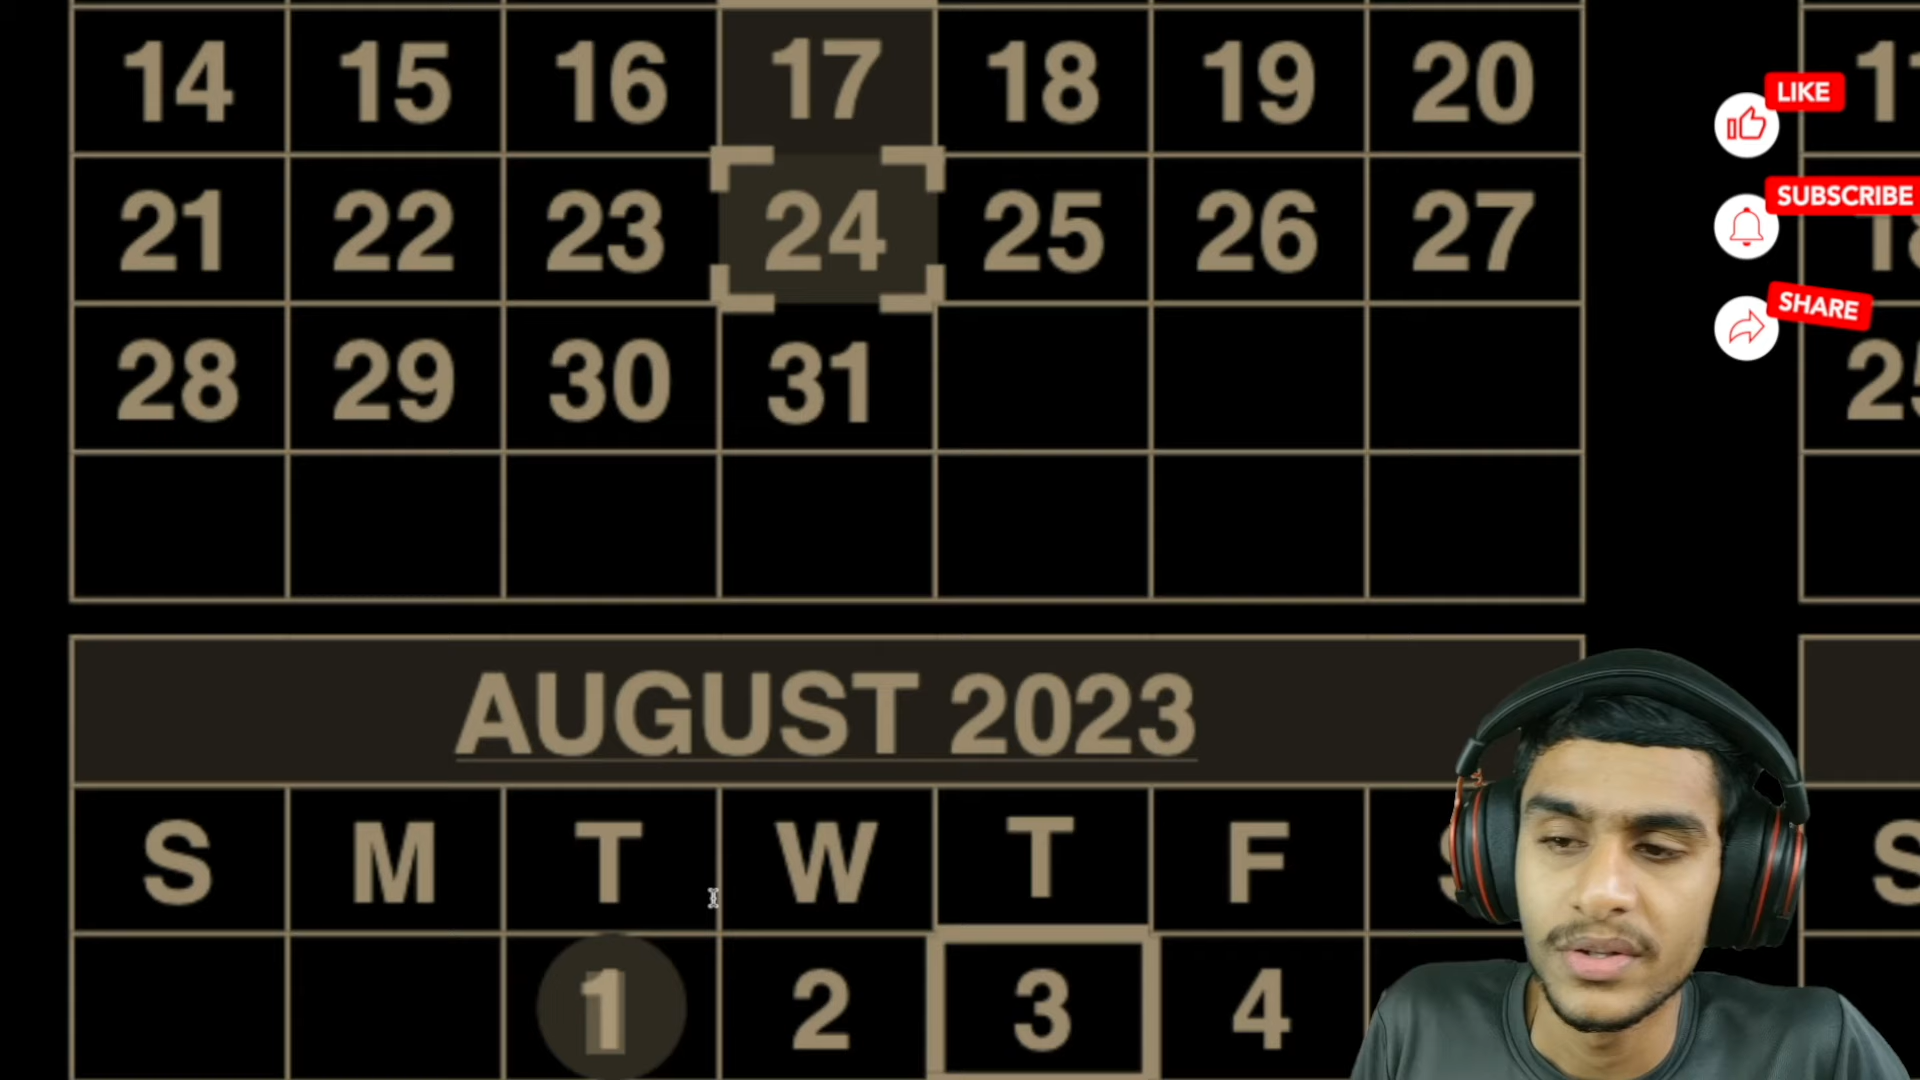 14 15 16 17 18 19 20
21 22 23 24 25 26 27
28 29 30 31
25
AUGUST 2023
S M T W T F S
S
1 2 3 4
LIKE
SUBSCRIBE
SHARE